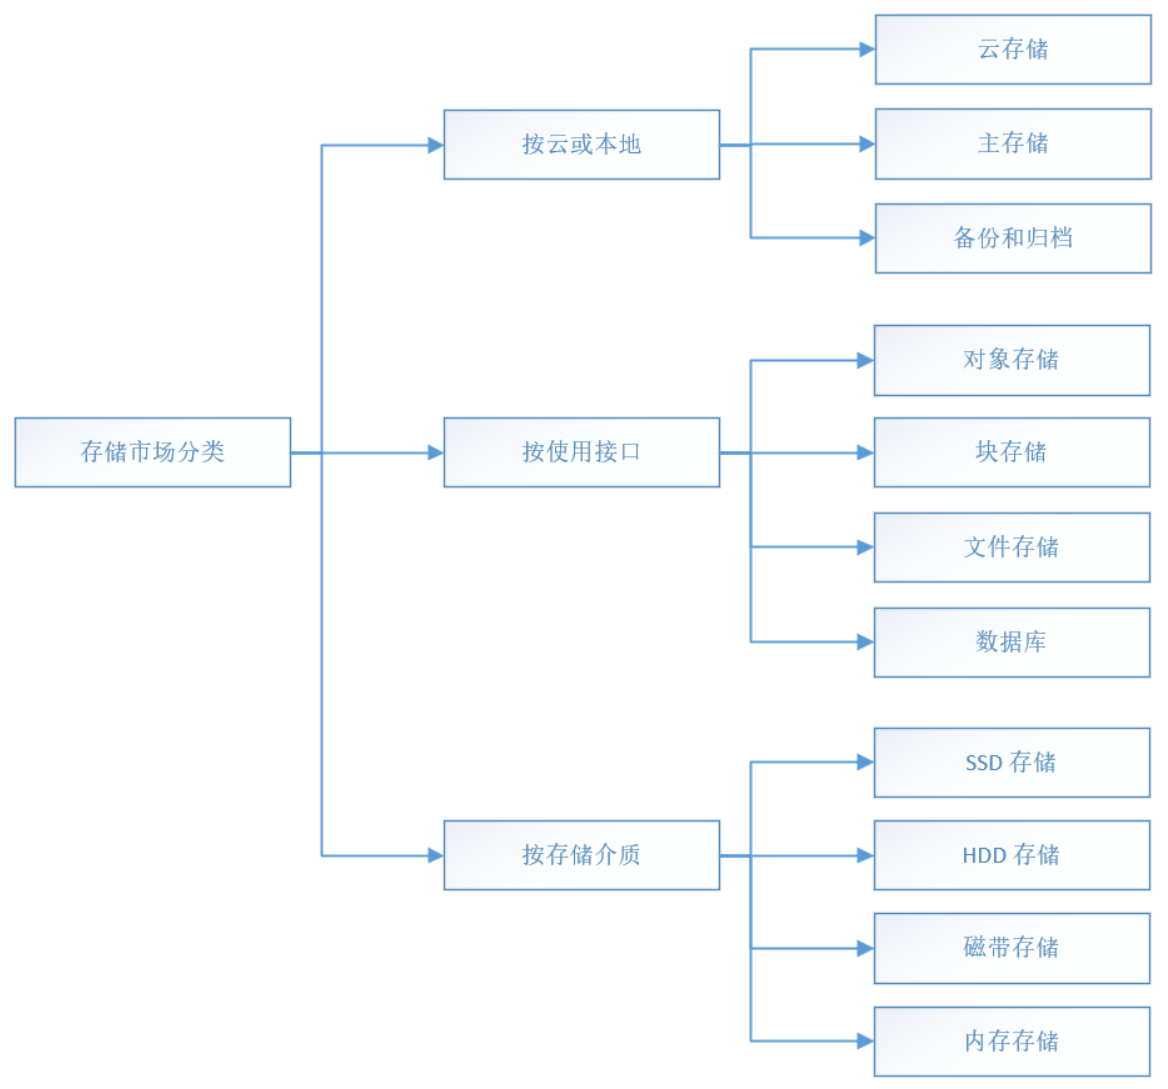 存储市场分类
按云或本地
云存储
主存储
备份和归档
按使用接口
对象存储
块存储
文件存储
数据库
按存储介质
SSD 存储
HDD 存储
磁带存储
内存存储